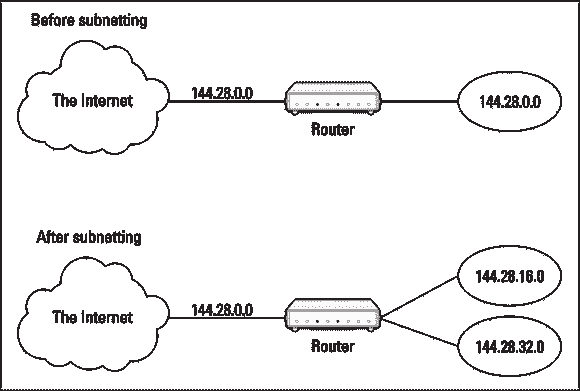 Before subnetting
The Internet
144.28.0.0
Router
144.28.0.0
After subnetting
The Internet
144.28.0.0
Router
144.28.16.0
144.28.32.0